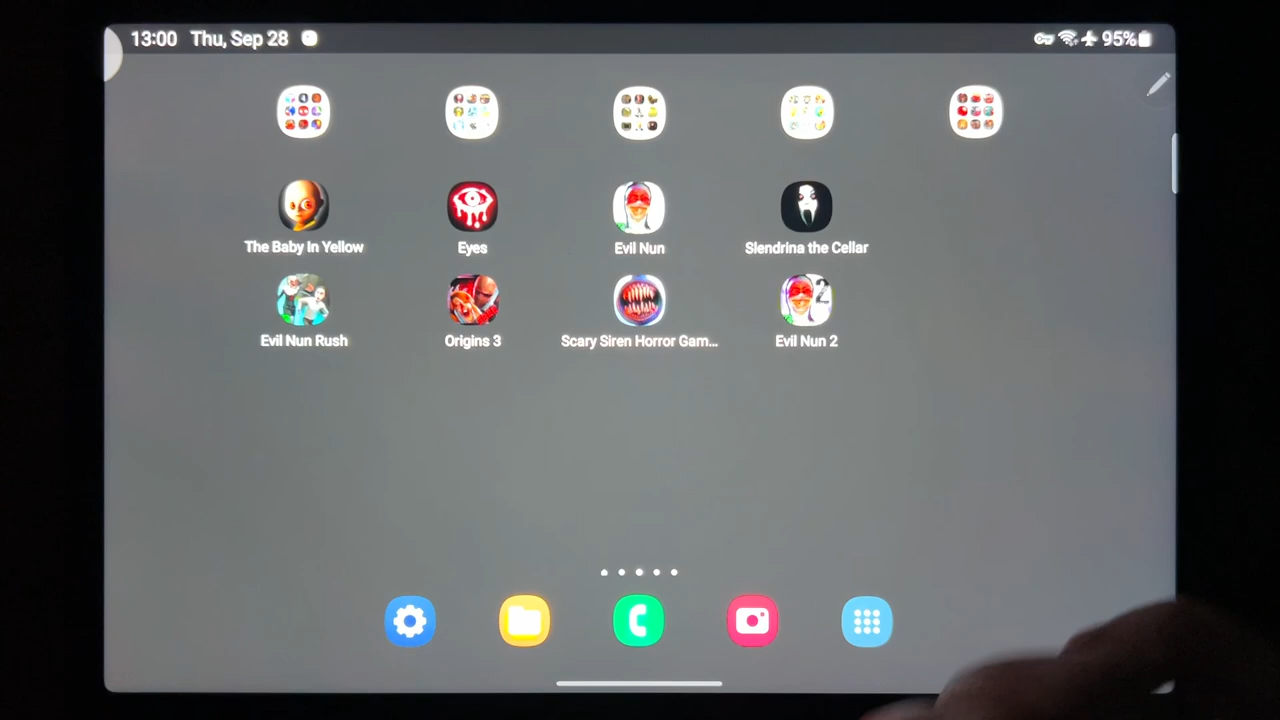 13:00 Thu, Sep 28 95%
The Baby In Yellow Eyes Evil Nun Slendrina the Cellar
2
Evil Nun Rush Origins 3 Scary Siren Horror Gam... Evil Nun 2